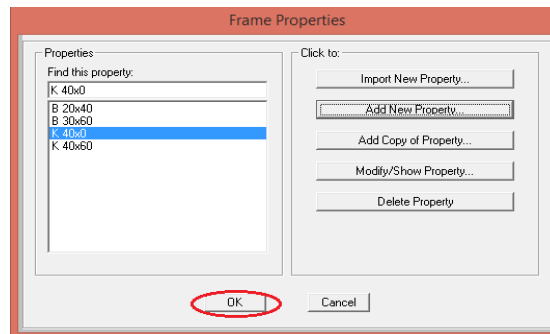 Frame Properties
Properties
Find this property:
K 40x0
B 20x40
B 30x60
K 40x0
K 40x60
Click to:
Import New Property...
Add New Property...
Add Copy of Property...
Modify/Show Property...
Delete Property
OK
Cancel